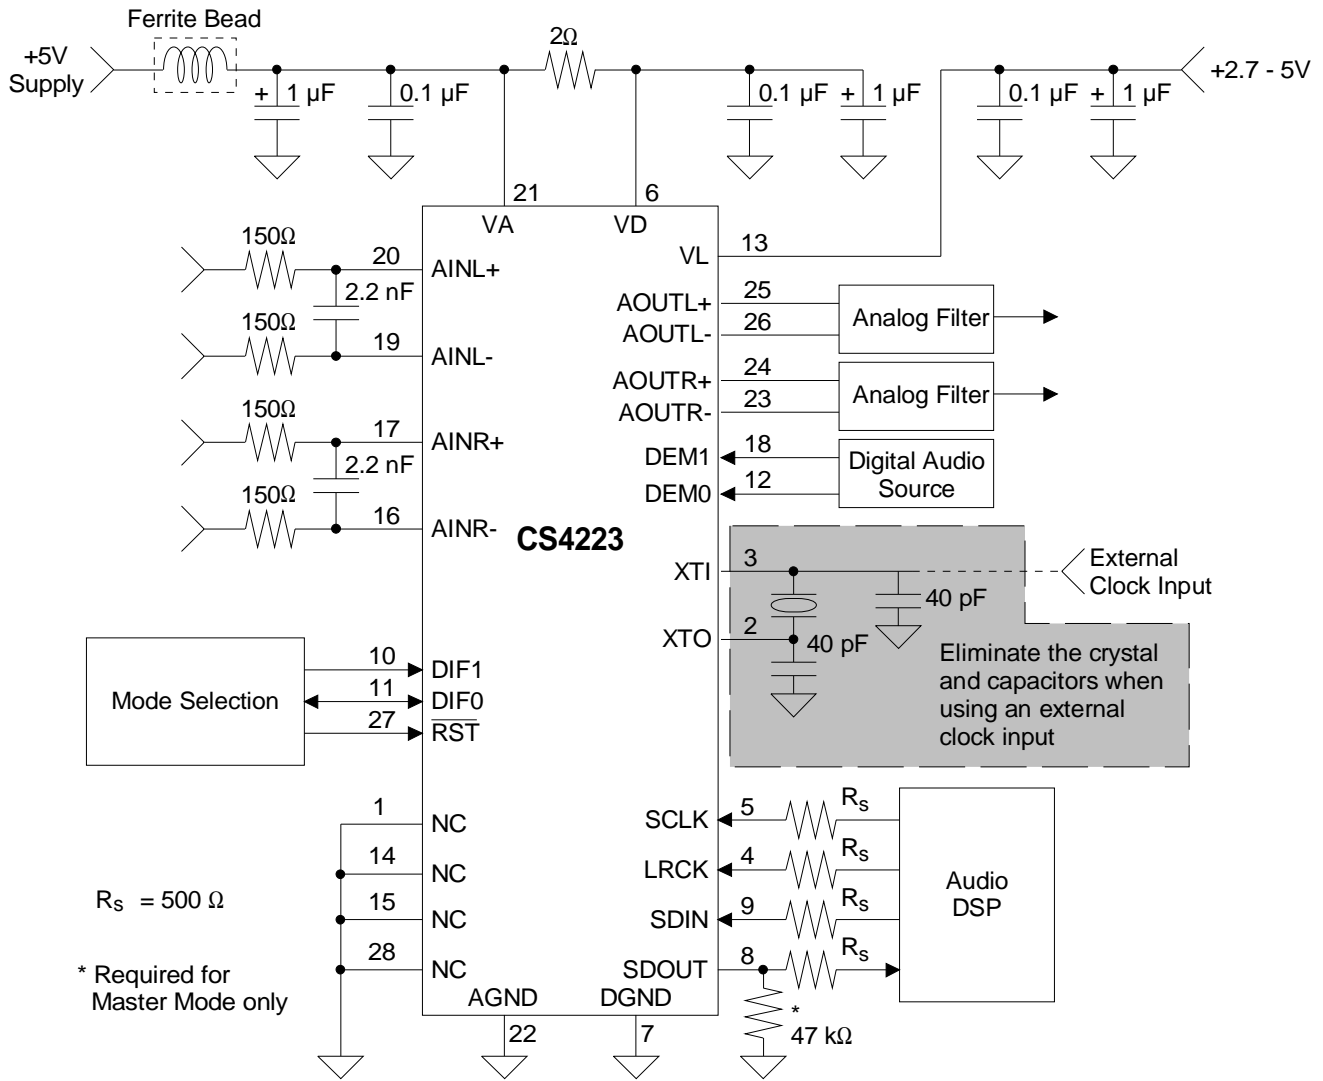 Ferrite Bead
+5V
Supply
+ 1 µF
0.1 µF
2Ω
0.1 µF
+ 1 µF
0.1 µF
+ 1 µF
+2.7 - 5V
21
6
VA
VD
13
VL
150Ω
20
AINL+
2.2 nF
150Ω
19
AINL-
150Ω
17
AINR+
2.2 nF
150Ω
16
AINR-
CS4223
25
AOUTL+
26
AOUTL-
Analog Filter
24
AOUTR+
23
AOUTR-
Analog Filter
18
DEM1
12
DEM0
Digital Audio
Source
3
XTI
External
Clock Input
40 pF
2
XTO
40 pF
Eliminate the crystal
and capacitors when
using an external
clock input
Mode Selection
10
DIF1
11
DIF0
27
RST
1
NC
14
NC
15
NC
28
NC
Rs = 500 Ω
* Required for
Master Mode only
5
SCLK
Rs
4
LRCK
Rs
9
SDIN
Rs
8
SDOUT
Rs
Audio
DSP
*
47 kΩ
AGND
DGND
22
7